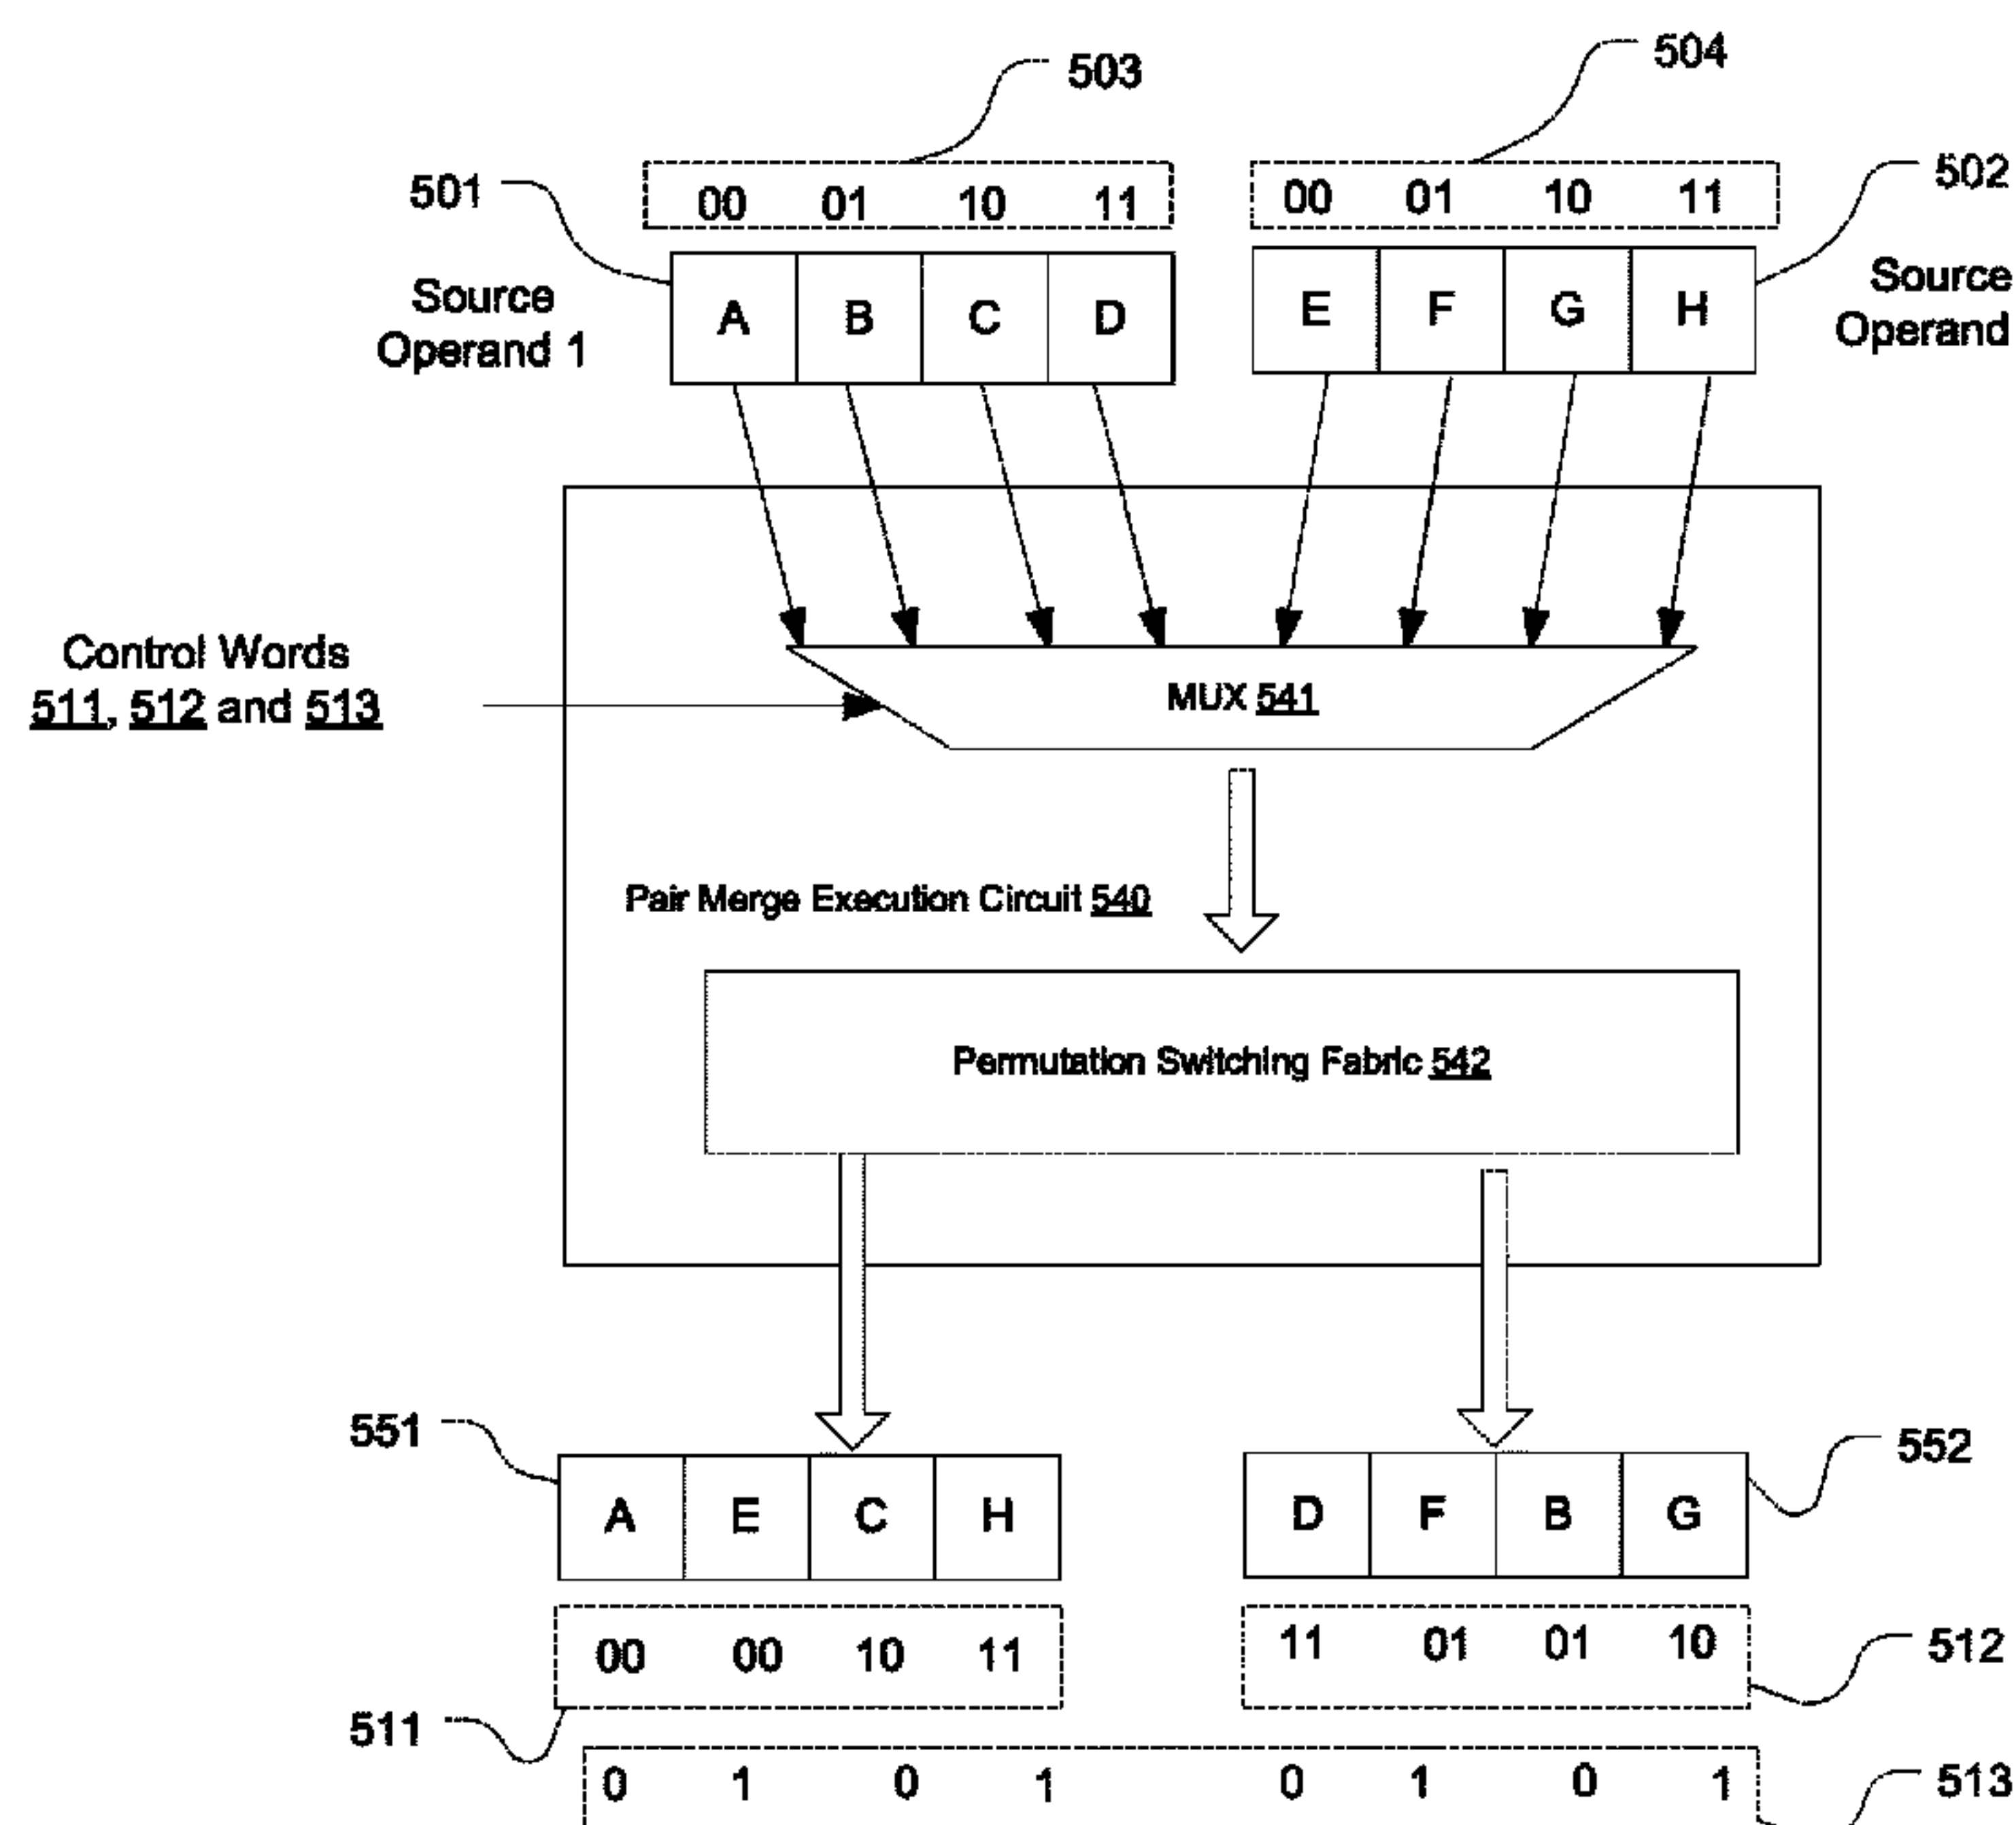 503
504
501
00 01 10 11
00 01 10 11
502
Source
Operand 1
A B C D
E F G H
Source
Operand
Control Words
511, 512 and 513
MUX 541
Pair Merge Execution Circuit 540
Permutation Switching Fabric 542
551
A E C H
D F B G
552
00 00 10 11
11 01 01 10
512
511
0 1 0 1 0 1 0 1
513